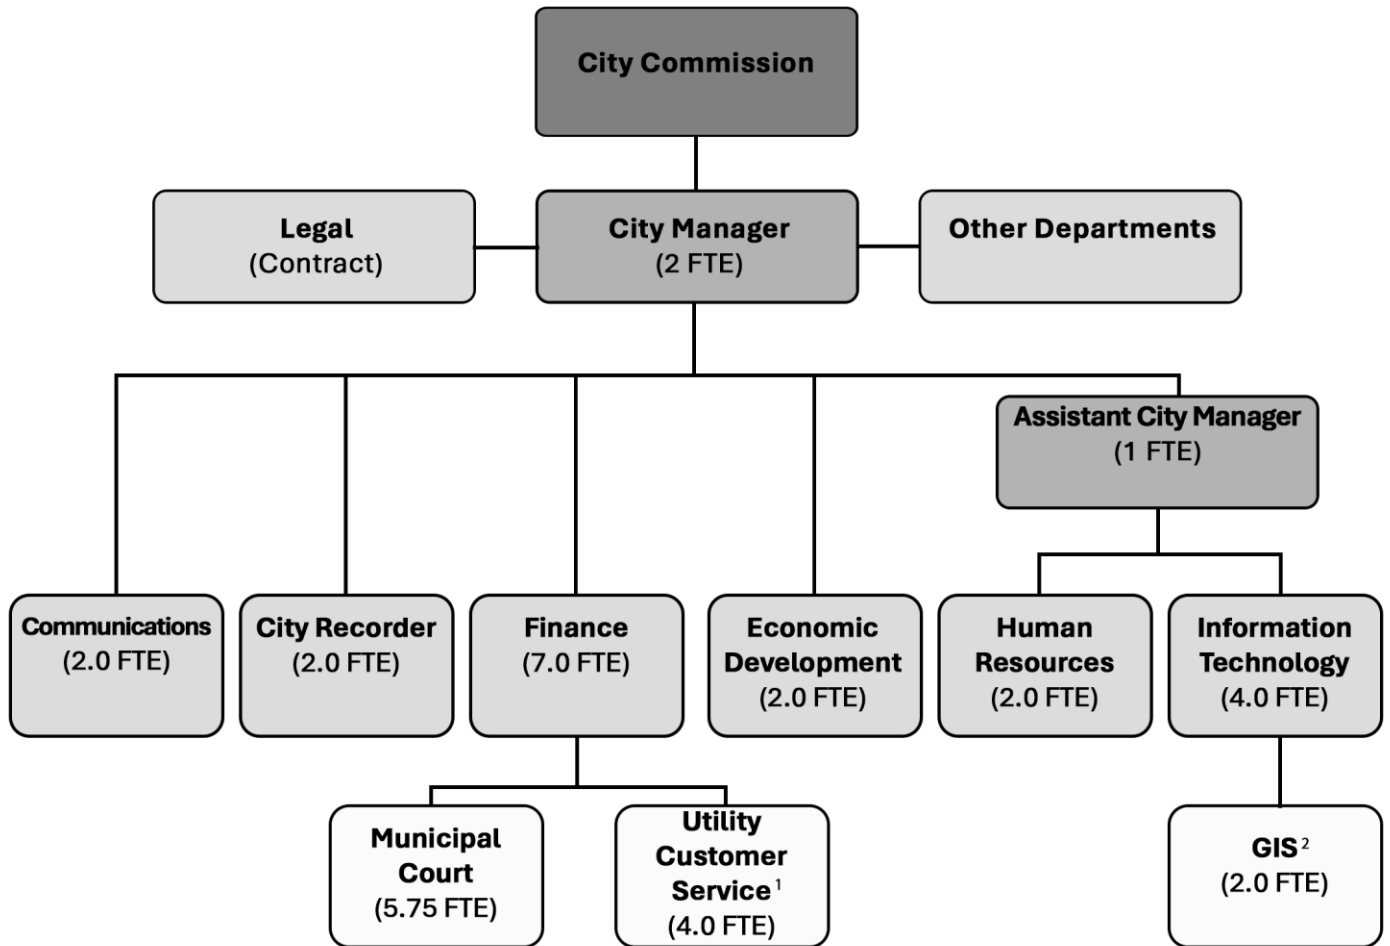 City Commission
Legal
(Contract)
City Manager
(2 FTE)
Other Departments
Assistant City Manager
(1 FTE)
Communications
(2.0 FTE)
City Recorder
(2.0 FTE)
Finance
(7.0 FTE)
Economic
Development
(2.0 FTE)
Human
Resources
(2.0 FTE)
Information
Technology
(4.0 FTE)
Municipal
Court
(5.75 FTE)
Utility
Customer
Service¹
(4.0 FTE)
GIS²
(2.0 FTE)